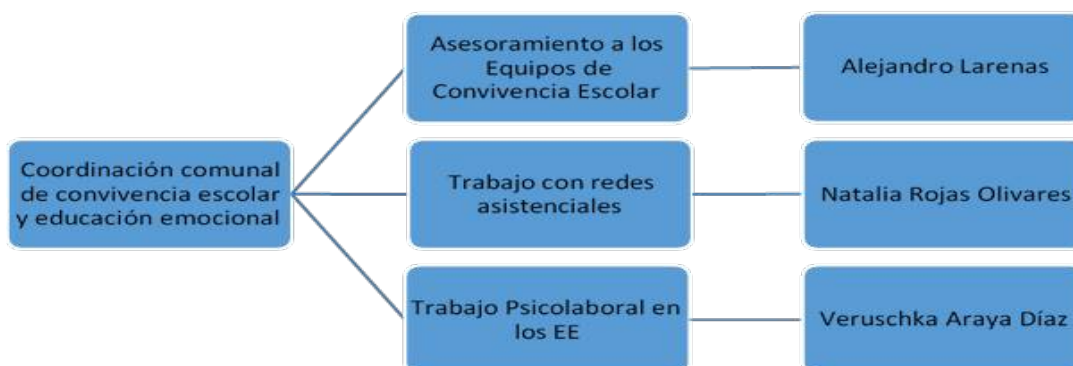 Coordinación comunal
de convivencia escolar
y educación emocional
Asesoramiento a los
Equipos de
Convivencia Escolar
Alejandro Larenas
Trabajo con redes
asistenciales
Natalia Rojas Olivares
Trabajo Psicolaboral en
los EE
Veruschka Araya Díaz